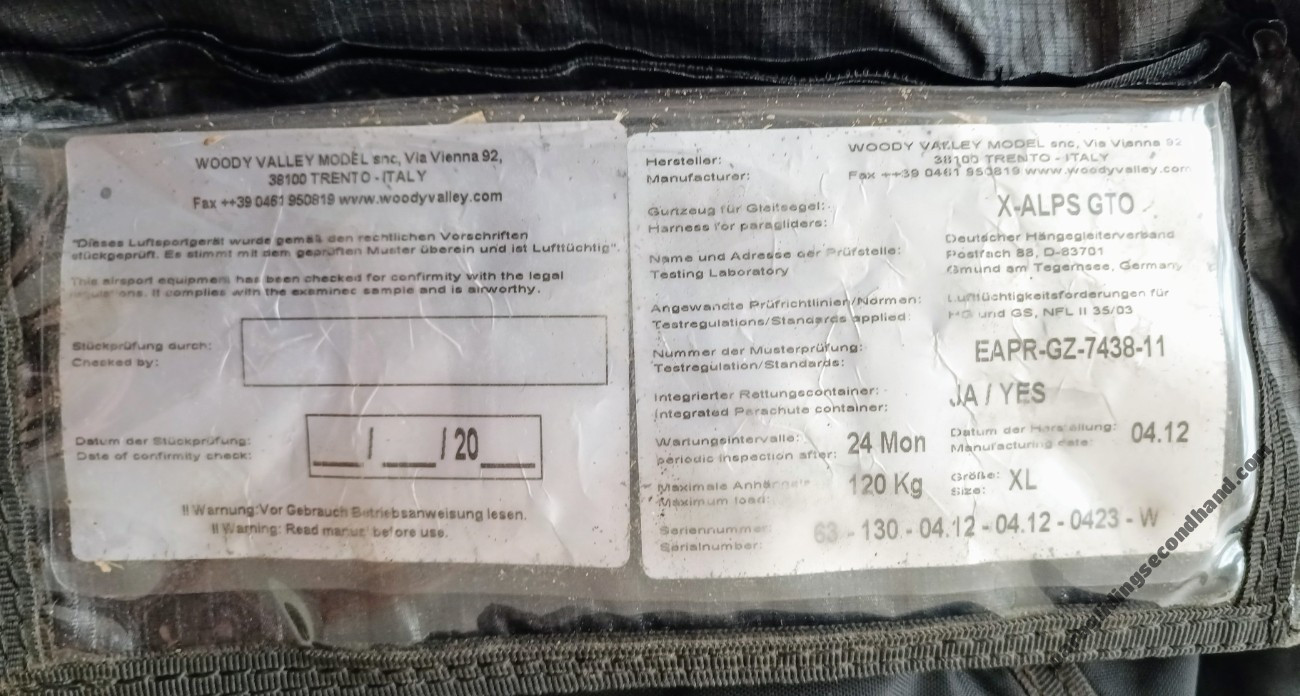 WOODY VALLEY MODEL snc, Via Vienna 92,
38100 TRENTO - ITALY
Fax ++39 0461 950819 www.woodyvalley.com
"Dieses Luftsportgerät wurde gemäß den rechtlichen Vorschriften
stückgeprüft. Es stimmt mit dem geprüften Muster überein und ist Lufttüchtig".
This airsport equipment has been checked for confirmity with the legal
It complies with the examined sample and is airworthy.
Stückprüfung durch:
Checked by:
Datum der Stückprüfung:
Date of confirmity check:
__/__/20__
!! Warnung:Vor Gebrauch Betriebsanweisung lesen.
!! Warning: Read manual before use.
Hersteller:
Manufacturer:
WOODY VALLEY MODEL snc, Via Vienna 92
38100 TRENTO - ITALY
Fax ++39 0461 950819 www.woodyvalley.com
Gurtzeug für Gleitsegel:
Harness for paragliders:
X-ALPS GTO
Name und Adresse der Prüfstelle:
Testing Laboratory
Deutscher Hängegleiterverband
Postfach 88, D-83701
Gmund am Tegernsee, Germany
Angewandte Prüfrichtlinien/Normen:
Testregulations/Standards applied:
Lufttüchtigkeitsforderungen für
HG und GS, NFL II 35/03
Nummer der Musterprüfung:
Testregulation/Standards:
EAPR-GZ-7438-11
Integrierter Rettungscontainer:
Integrated Parachute container:
JA / YES
Wartungsintervalle:
periodic inspection after:
24 Mon
Datum der Herstellung:
Manufacturing date:
04.12
Maximale
Maximum load:
120 Kg
Größe:
Size:
XL
Seriennummer
Serialnumber:
63 - 130 - 04.12 - 04.12 - 0423 - W